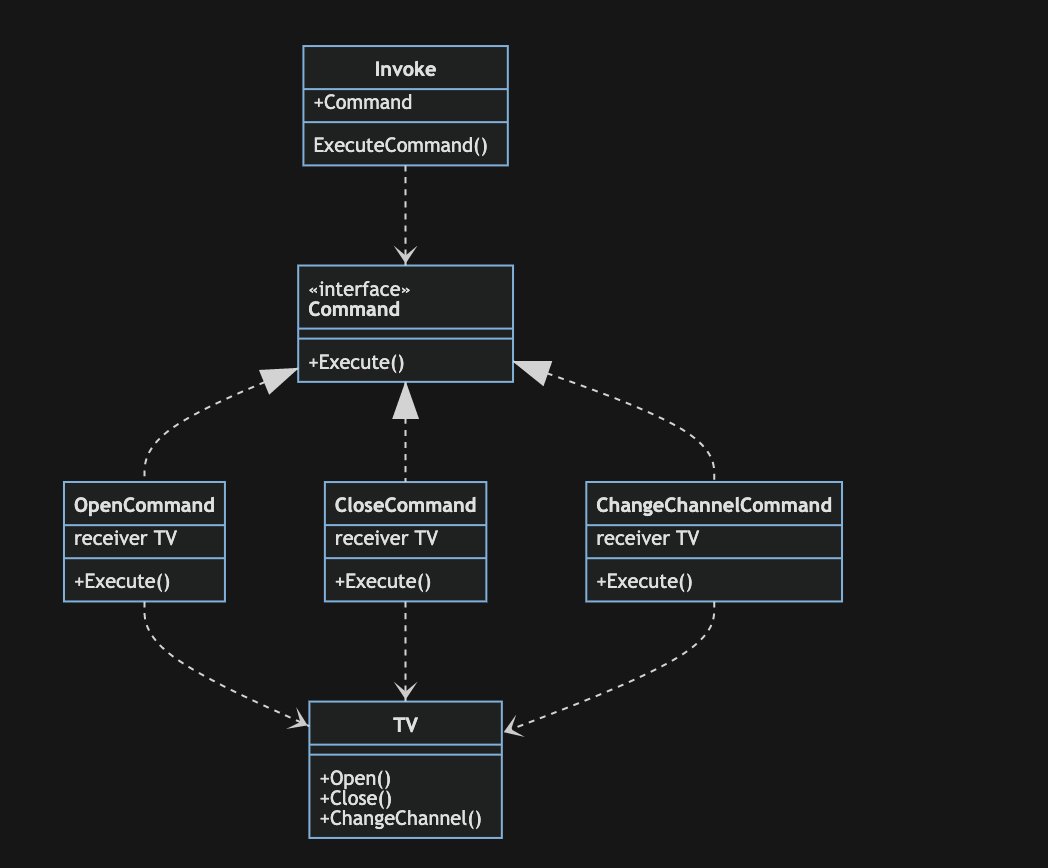 Invoke
+Command
ExecuteCommand()
«interface»
Command
+Execute()
OpenCommand
receiver TV
+Execute()
CloseCommand
receiver TV
+Execute()
ChangeChannelCommand
receiver TV
+Execute()
TV
+Open()
+Close()
+ChangeChannel()